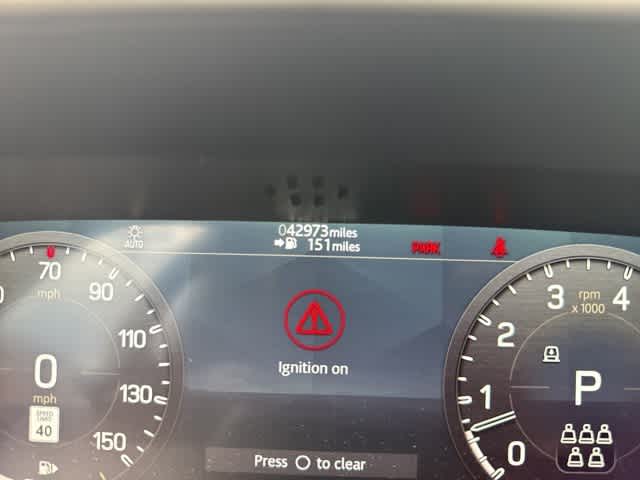 AUTO
042973miles
151miles
PARK
70
mph
90
110
130
150
0
mph
SPEED
LIMIT
40
Ignition on
Press to clear
3
4
rpm
x 1000
2
1
0
P